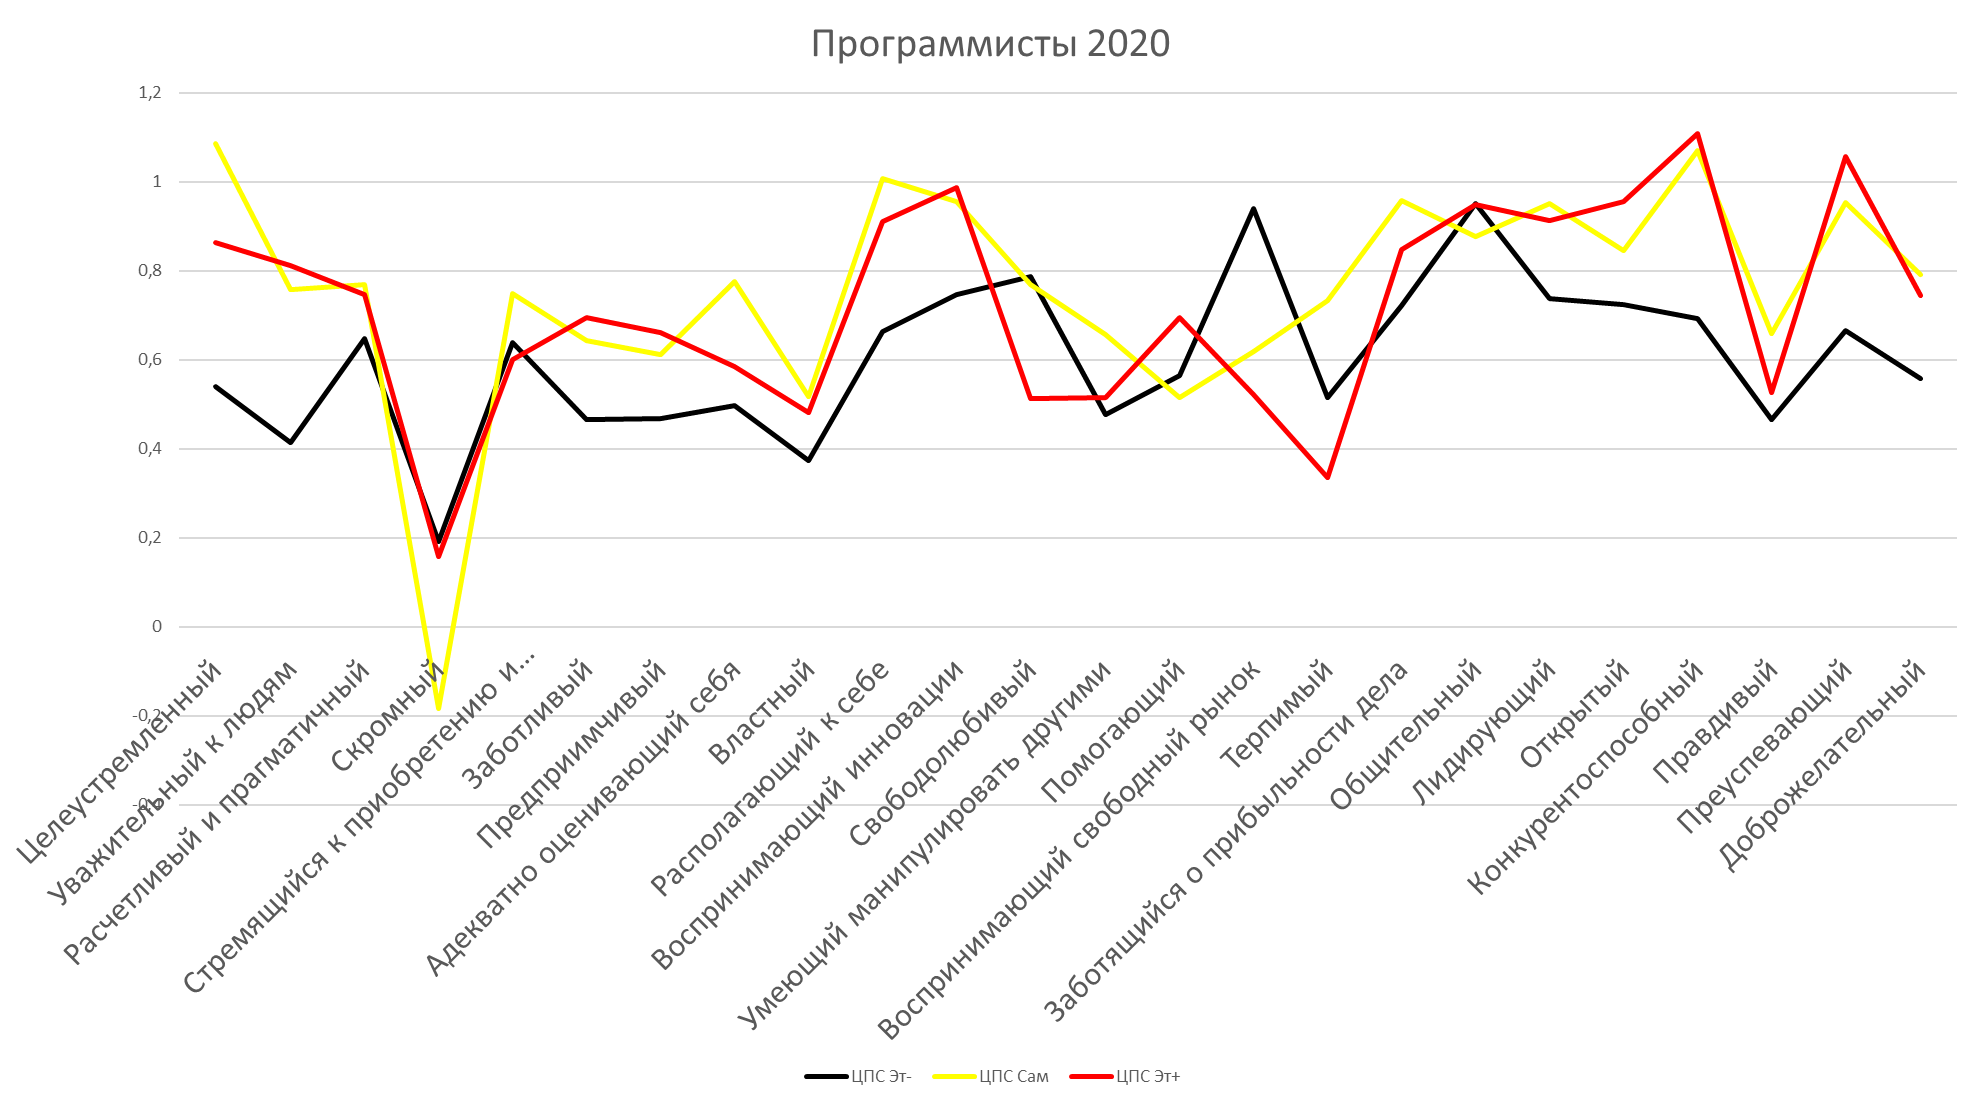 Программисты 2020
1,2
1
0,8
0,6
0,4
0,2
0
-0,2
-0,4
Целеустремленный
Уважительный к людям
Расчетливый и прагматичный
Скромный
Стремящийся к приобретению и...
Заботливый
Предпримчивый
Адекватно оценивающий себя
Властный
Располагающий к себе
Воспринимающий инновации
Свободолюбивый
Умеющий манипулировать другими
Помогающий
Воспринимающий свободный рынок
Терпимый
Заботящийся о прибыльности дела
Общительный
Лидирующий
Открытый
Конкурентоспособный
Правдивый
Преуспевающий
Доброжелательный
ЦПС Эт-
ЦПС Сам
ЦПС Эт+